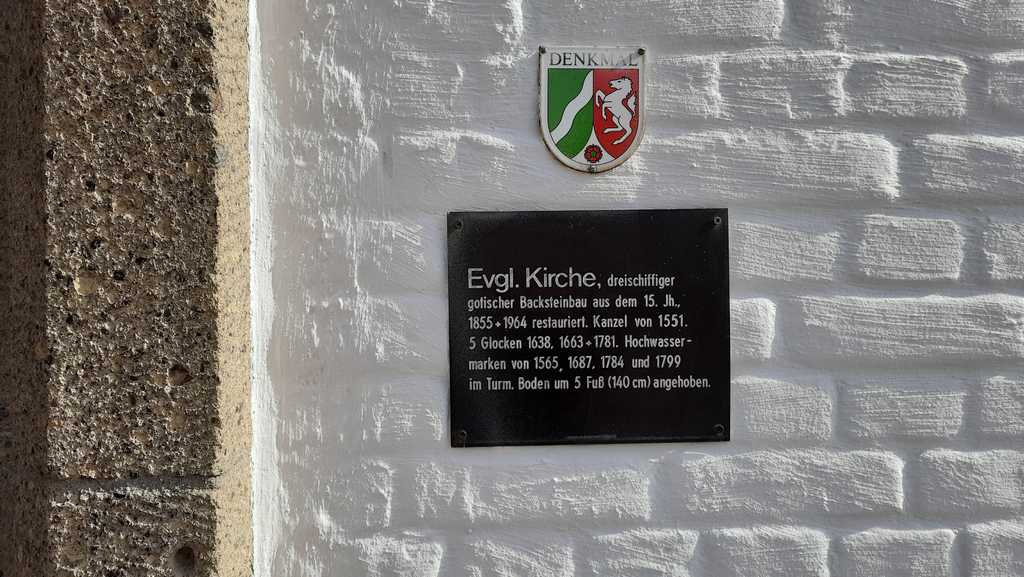 DENKMAL
Evgl. Kirche, dreischiffiger
gotischer Backsteinbau aus dem 15. Jh.,
1855+1964 restauriert. Kanzel von 1551.
5 Glocken 1638, 1663+1781. Hochwasser-
marken von 1565, 1687, 1784 und 1799
im Turm. Boden um 5 Fuß (140 cm) angehoben.